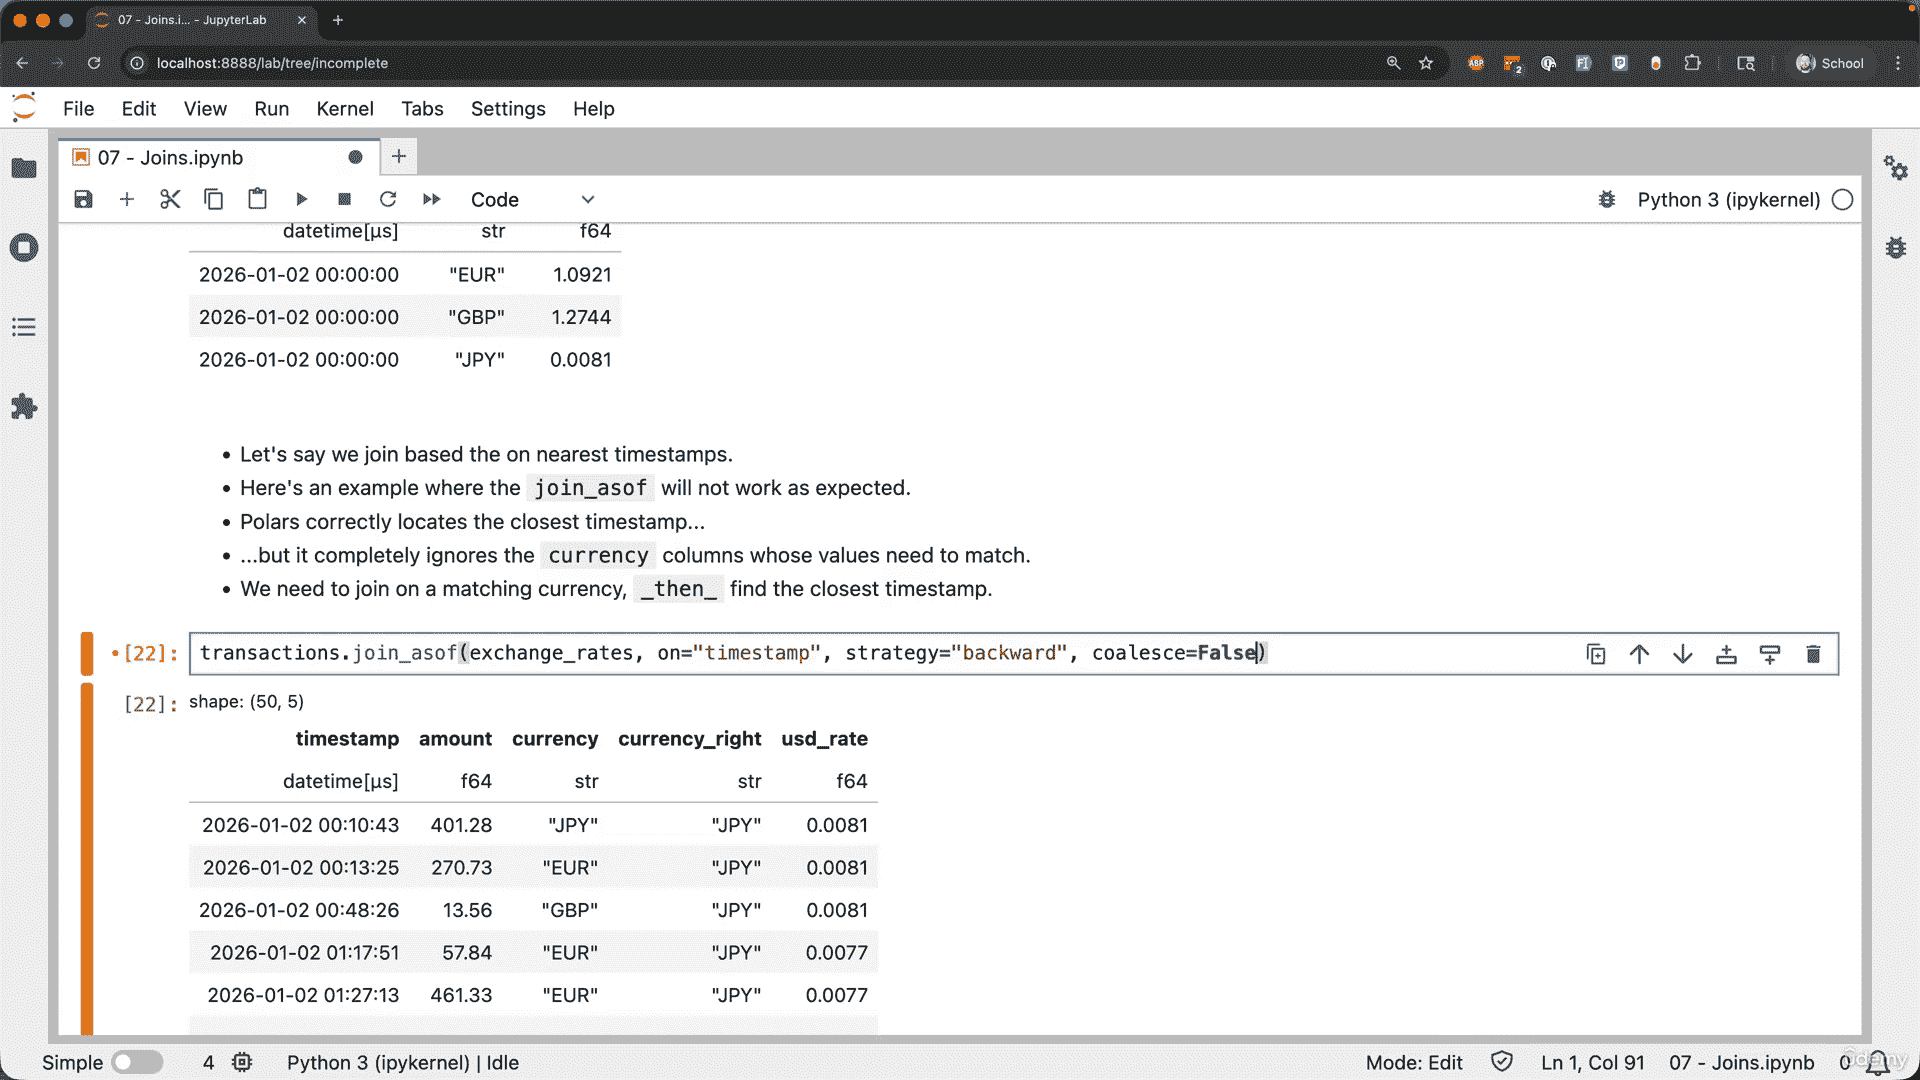 07 - Joins.i... - JupyterLab
localhost:8888/lab/tree/incomplete
ABP
2
School
File Edit View Run Kernel Tabs Settings Help
07 - Joins.ipynb
Code
Python 3 (ipykernel)
datetime[μs] str f64
2026-01-02 00:00:00 "EUR" 1.0921
2026-01-02 00:00:00 "GBP" 1.2744
2026-01-02 00:00:00 "JPY" 0.0081
• Let's say we join based the on nearest timestamps.
• Here's an example where the join_asof will not work as expected.
• Polars correctly locates the closest timestamp...
• ...but it completely ignores the currency columns whose values need to match.
• We need to join on a matching currency, _then_ find the closest timestamp.
[22]: transactions.join_asof(exchange_rates, on="timestamp", strategy="backward", coalesce=False)
[22]: shape: (50, 5)
timestamp amount currency currency_right usd_rate
datetime[μs] f64 str str f64
2026-01-02 00:10:43 401.28 "JPY" "JPY" 0.0081
2026-01-02 00:13:25 270.73 "EUR" "JPY" 0.0081
2026-01-02 00:48:26 13.56 "GBP" "JPY" 0.0081
2026-01-02 01:17:51 57.84 "EUR" "JPY" 0.0077
2026-01-02 01:27:13 461.33 "EUR" "JPY" 0.0077
Simple 4 Python 3 (ipykernel) | Idle Mode: Edit Ln 1, Col 91 07 - Joins.ipynb 0
udemy